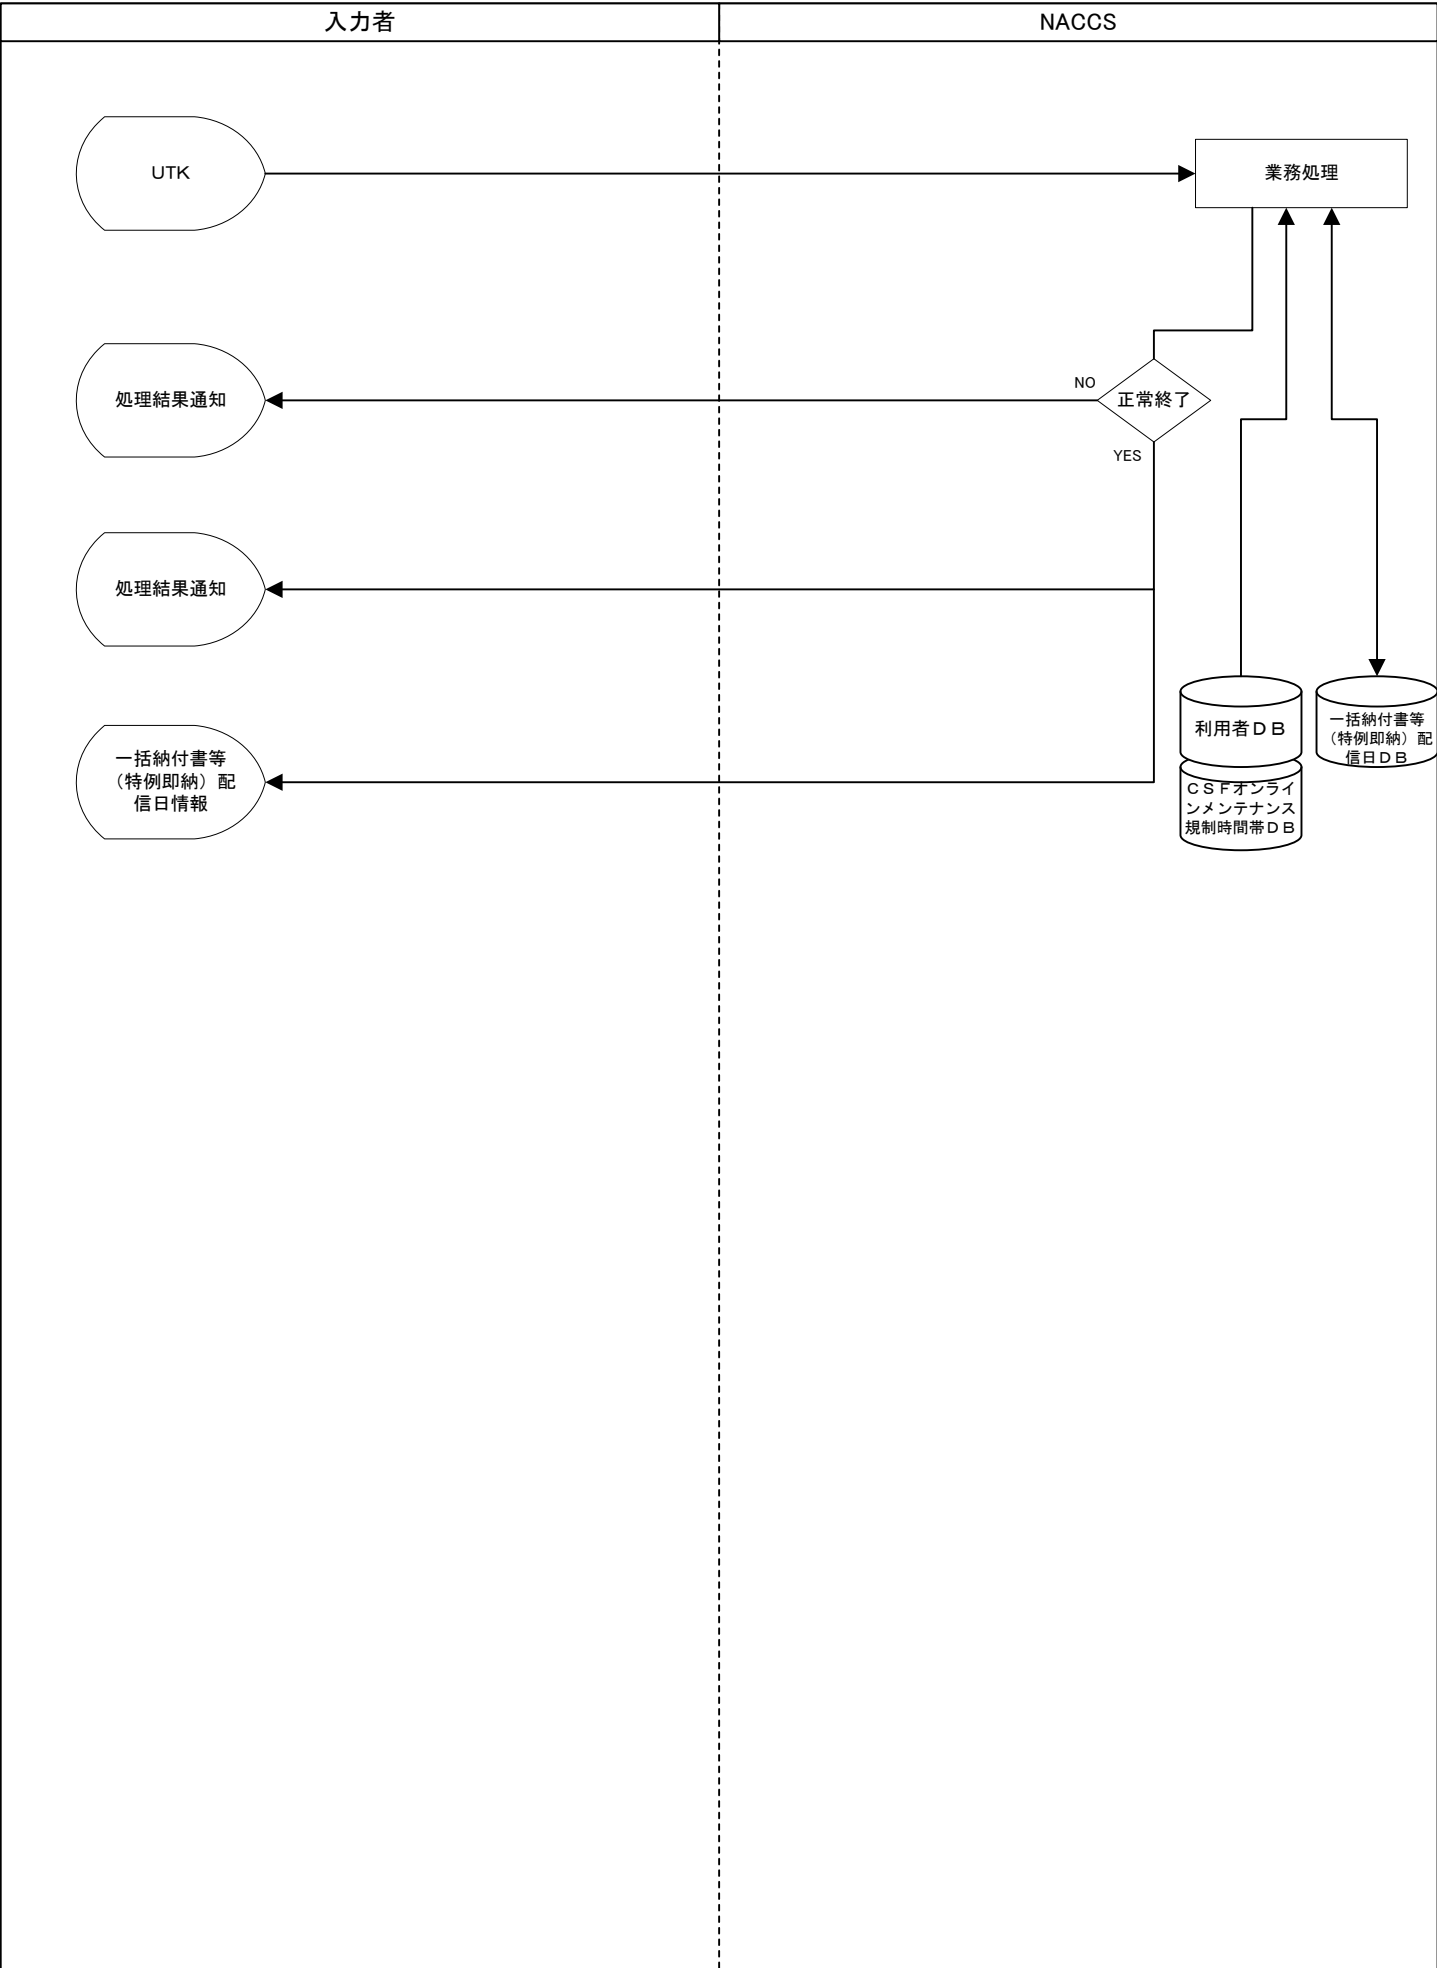 入力者
NACCS
UTK
業務処理
処理結果通知
NO
正常終了
YES
処理結果通知
一括納付書等
（特例即納）配
信日情報
利用者ＤＢ
一括納付書等
（特例即納）配
信日ＤＢ
ＣＳＦオンライ
ンメンテナンス
規制時間帯ＤＢ